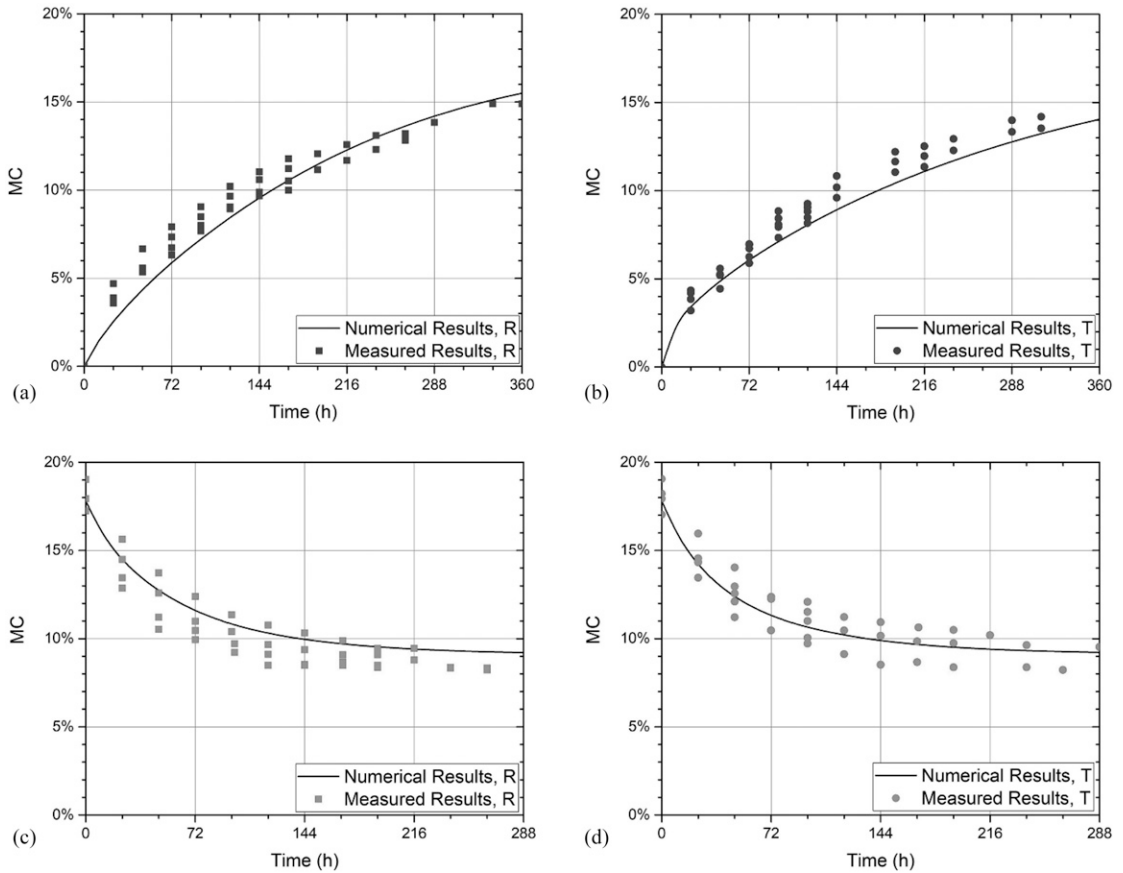 20%
15%
10%
5%
0%
MC
0
72
144
216
288
360
Time (h)
Numerical Results, R
Measured Results, R
(a)
20%
15%
10%
5%
0%
MC
0
72
144
216
288
360
Time (h)
Numerical Results, T
Measured Results, T
(b)
20%
15%
10%
5%
0%
MC
0
72
144
216
288
Time (h)
Numerical Results, R
Measured Results, R
(c)
20%
15%
10%
5%
0%
MC
0
72
144
216
288
Time (h)
Numerical Results, T
Measured Results, T
(d)